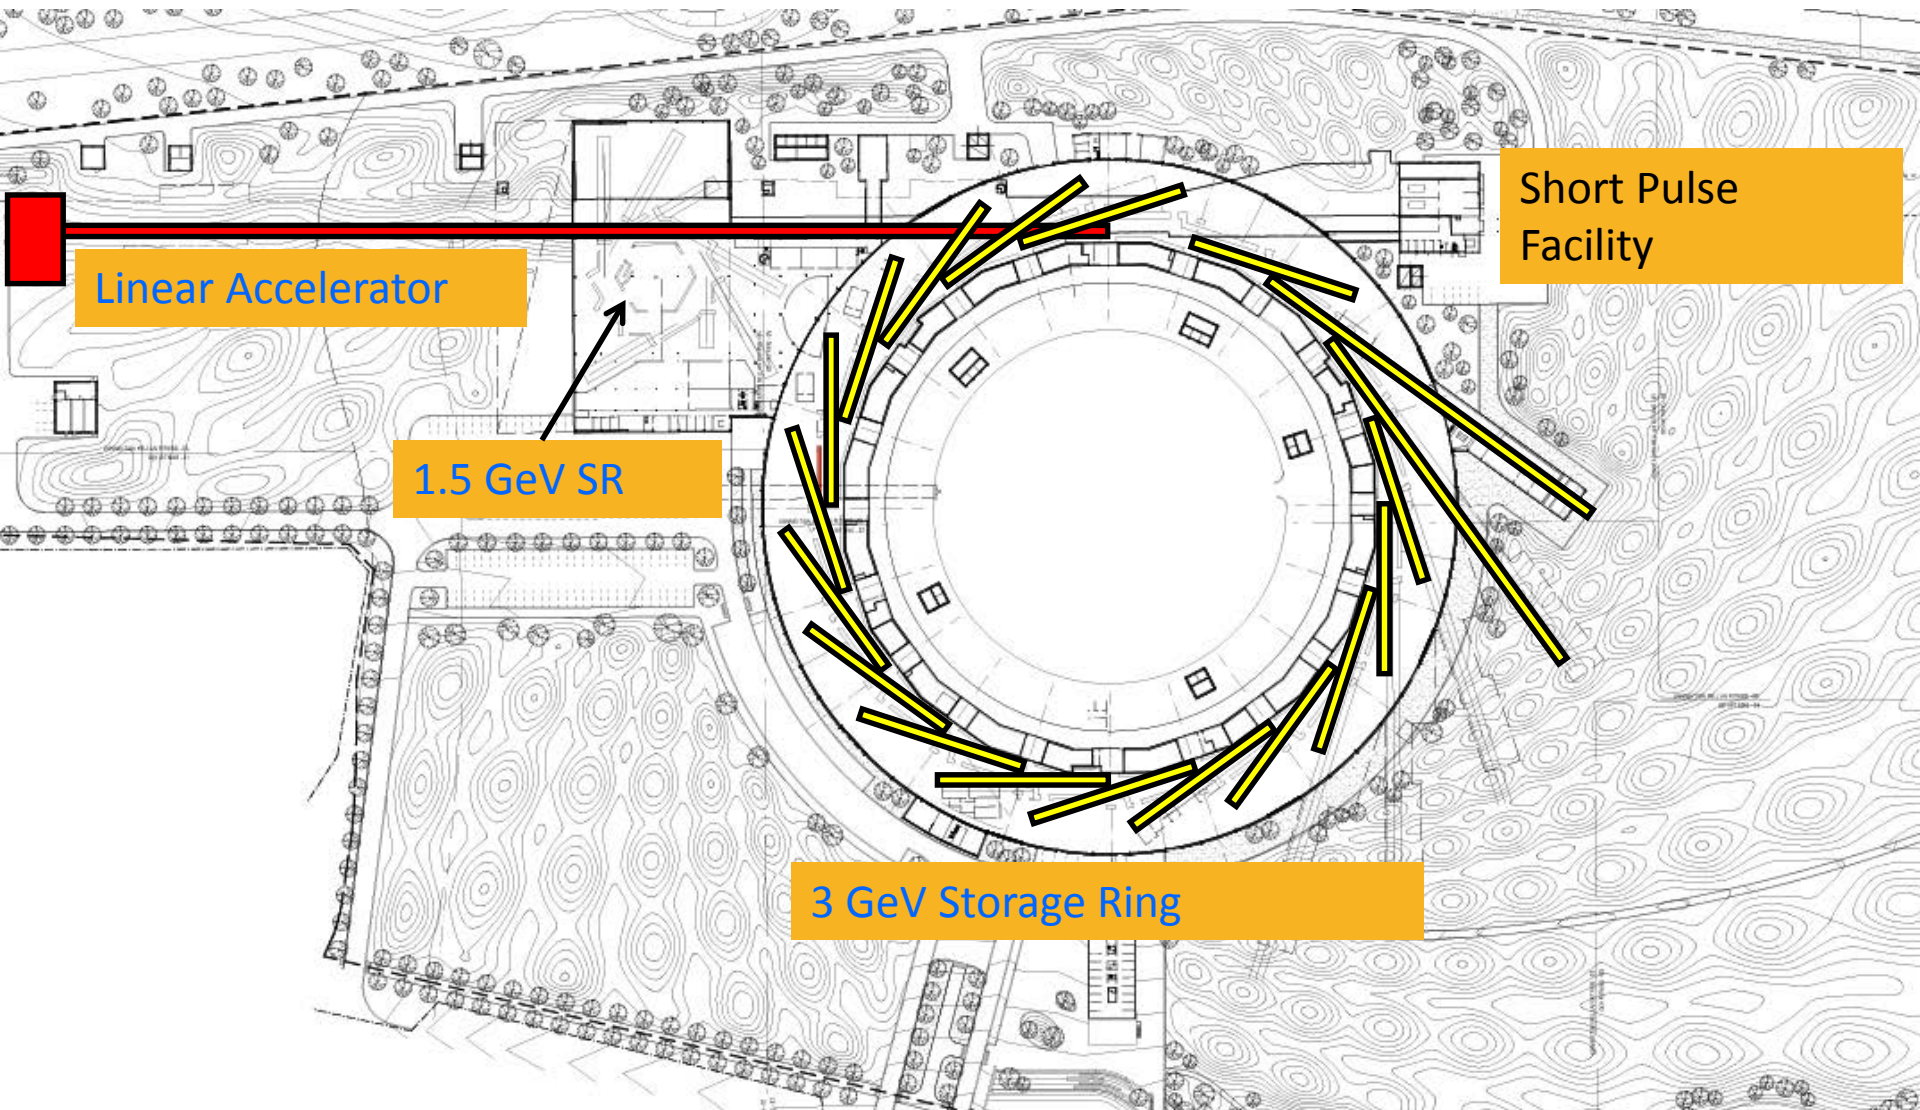 Short Pulse
Facility
Linear Accelerator
1.5 GeV SR
3 GeV Storage Ring